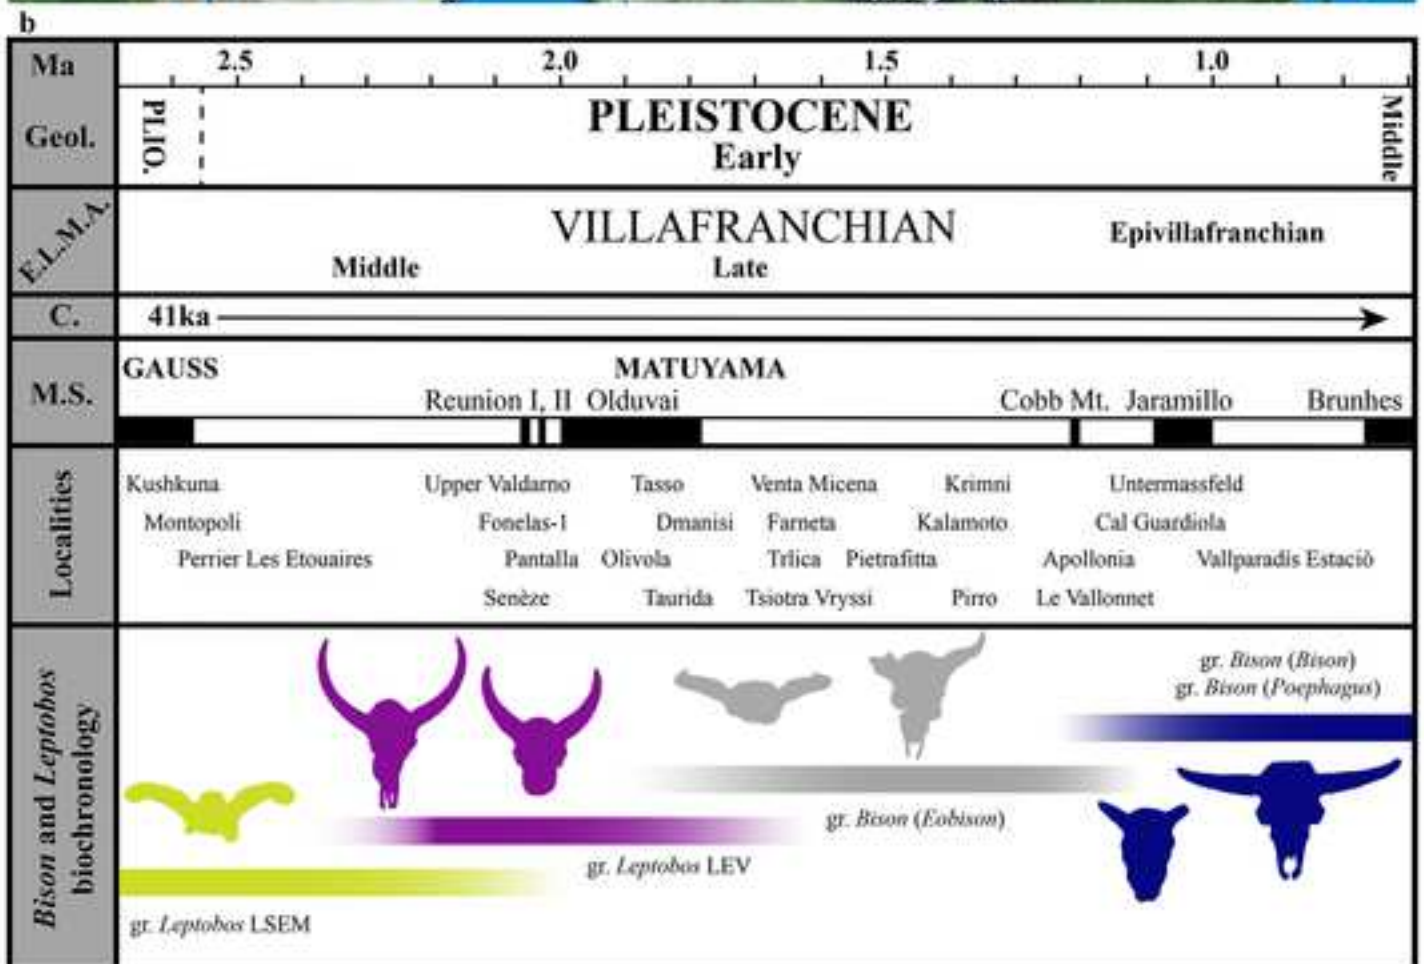 b
Ma 2.5 2.0 1.5 1.0
Geol.
PLIO.
PLEISTOCENE
Early
Middle
E.L.M.A.
VILLAFRANCHIAN
Epivillafranchian
Middle Late
C. 41ka
M.S.
GAUSS MATUYAMA
Reunion I, II Olduvai Cobb Mt. Jaramillo Brunhes
Localities
Kushkuna Upper Valdarno Tasso Venta Micena Krimni Untermassfeld
Montopoli Fonelas-1 Dmanisi Farneta Kalamoto Cal Guardiola
Perrier Les Etouaires Pantalla Olivola Trlica Pietrafitta Apollonia Vallparadís Estaciò
Senèze Taurida Tsiotra Vryssi Pirro Le Vallonnet
Bison and Leptobos
biochronology
gr. Bison (Bison)
gr. Bison (Poephagus)
gr. Bison (Eobison)
gr. Leptobos LEV
gr. Leptobos LSEM